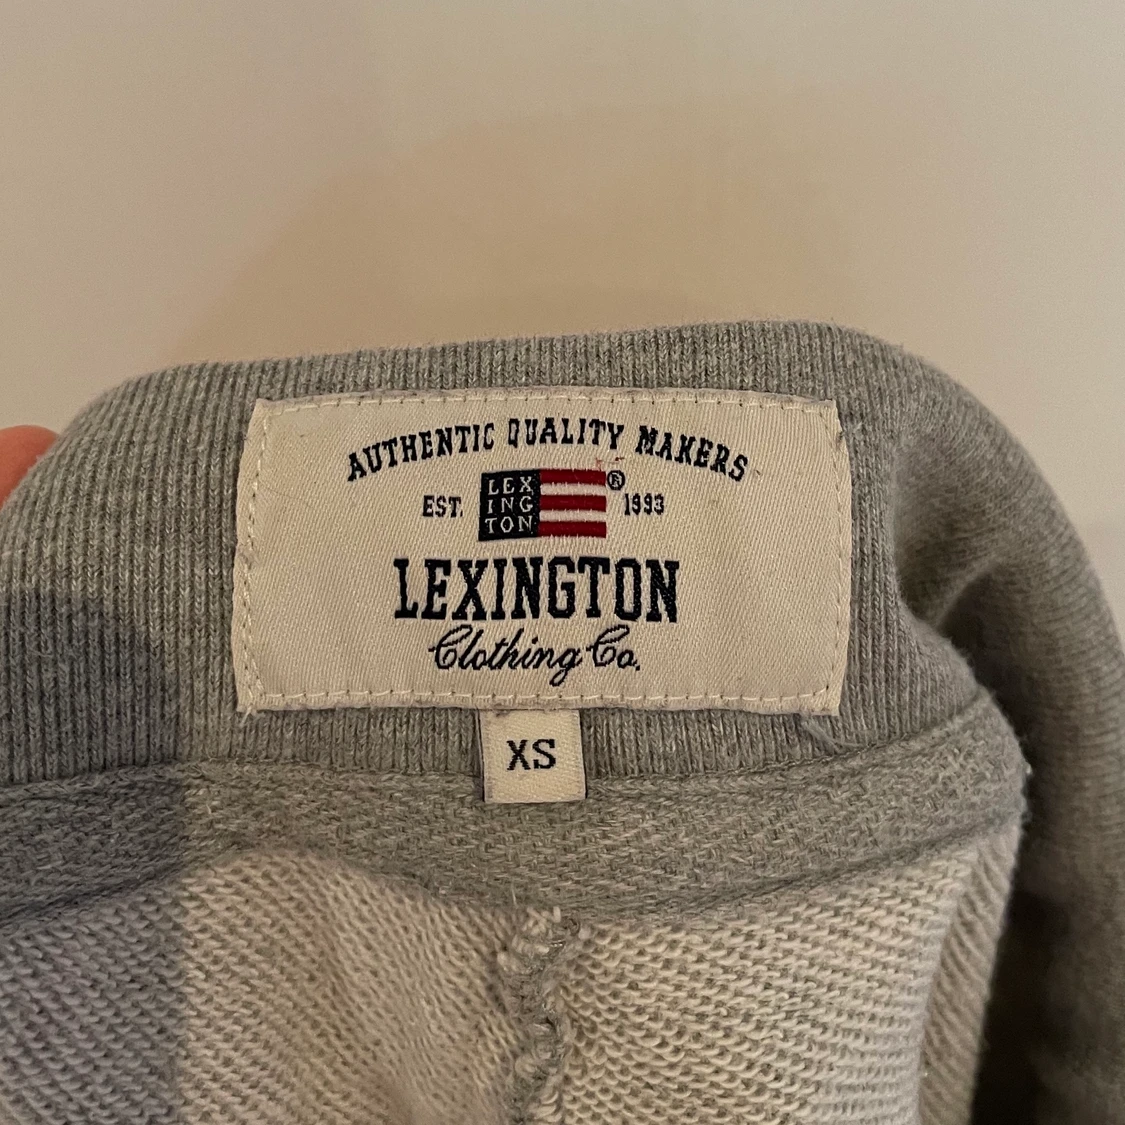 AUTHENTIC QUALITY MAKERS
EST. LEX ® 1993
ING
TON
LEXINGTON
Clothing Co.
XS